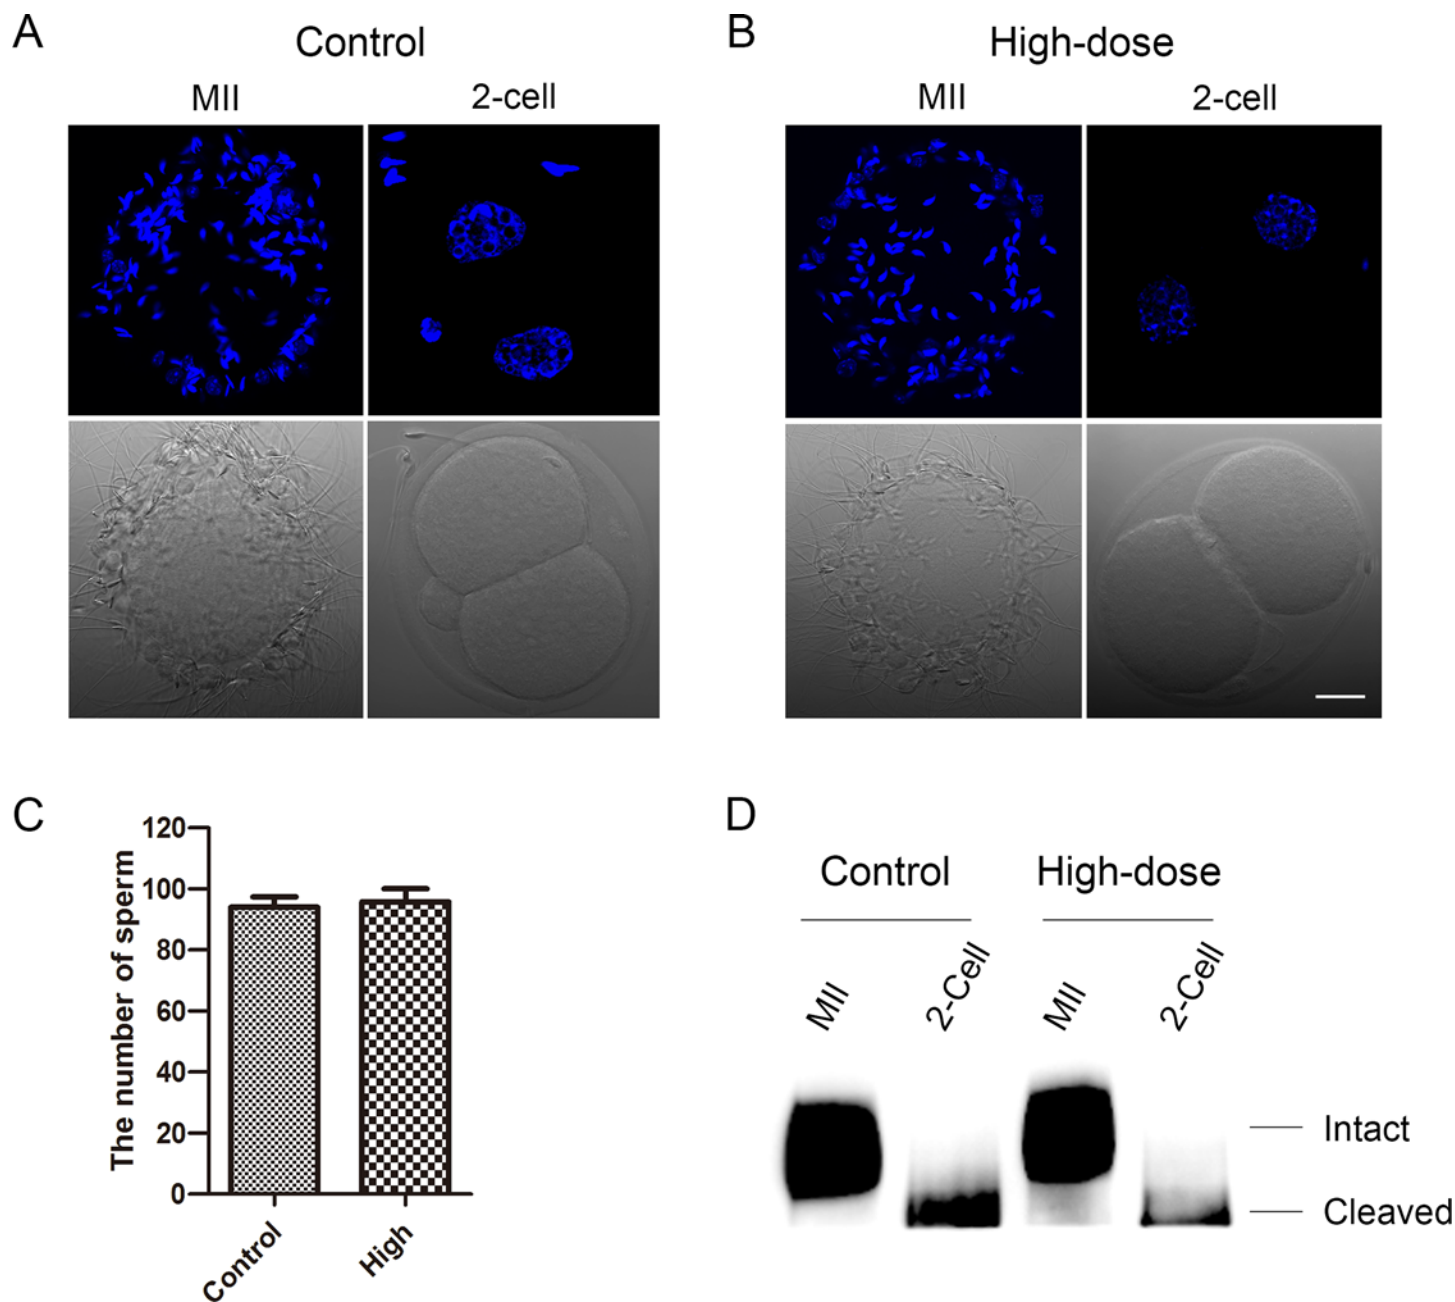 A
Control
MII
2-cell
B
High-dose
MII
2-cell
C
The number of sperm
120
100
80
60
40
20
0
Control
High
D
Control
High-dose
MII
2-Cell
MII
2-Cell
Intact
Cleaved